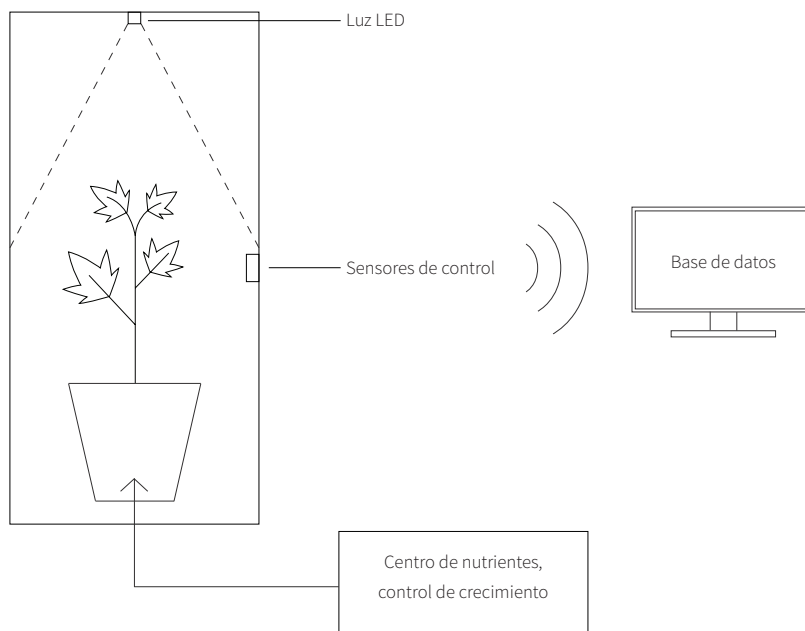 Luz LED
Sensores de control
Base de datos
Centro de nutrientes,
control de crecimiento